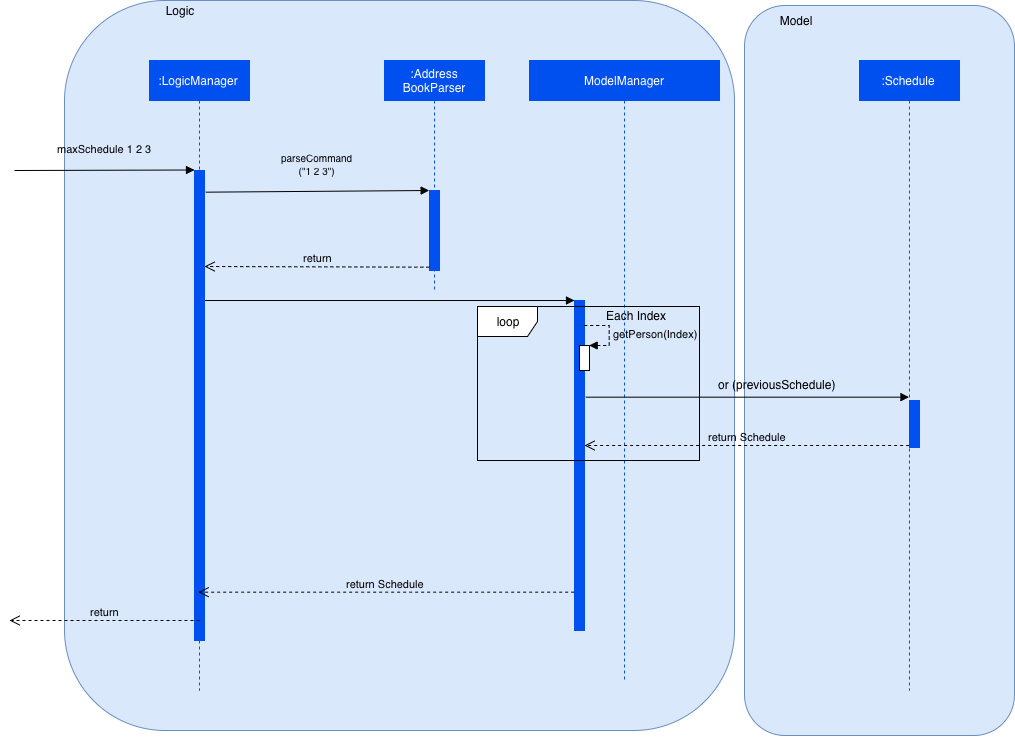 Logic
Model
:LogicManager
:Address
BookParser
ModelManager
:Schedule
maxSchedule 1 2 3
parseCommand
("1 2 3")
return
loop
Each Index
getPerson(Index)
or (previousSchedule)
return Schedule
return Schedule
return